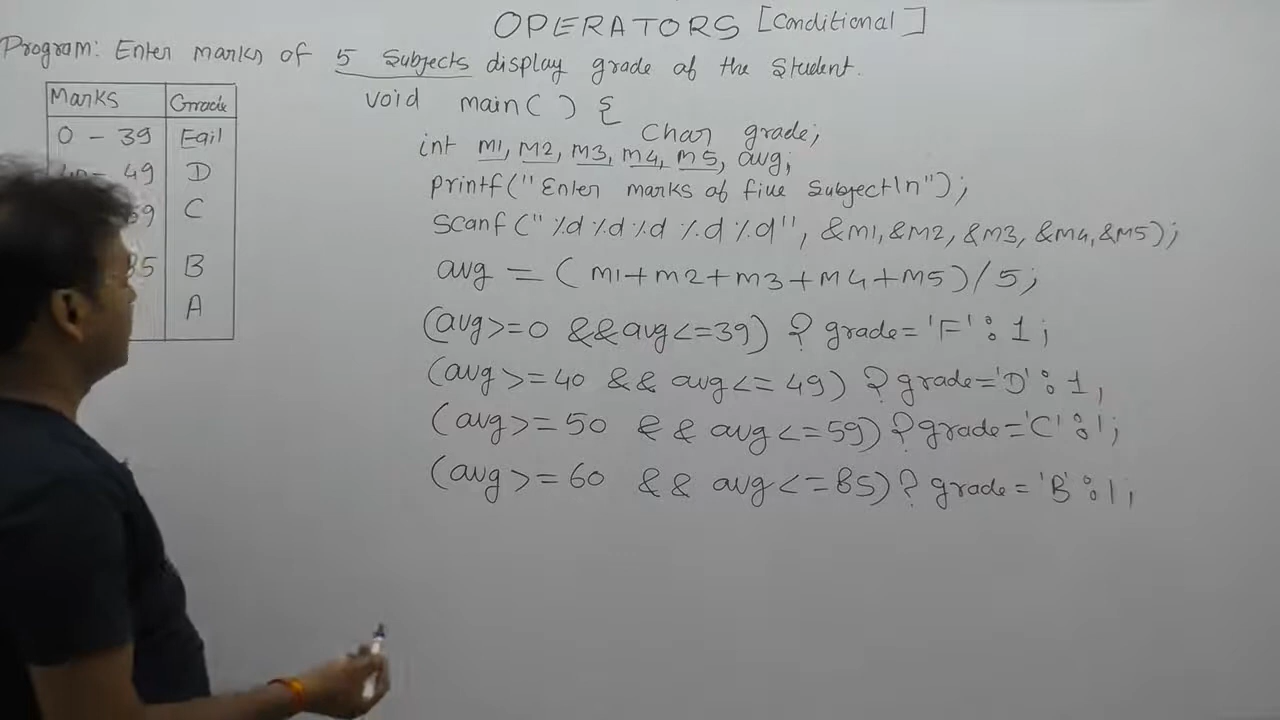 OPERATORS [Conditional]
Program: Enter marks of 5 Subjects display grade of the Student.
Marks Grade
0 - 39 Fail
49 D
59 C
85 B
A
void main( ) {
char grade;
int m1, m2, m3, m4, m5, avg;
printf("Enter marks of five Subject\n");
scanf("%d %d %d %d %d", &m1, &m2, &m3, &m4, &m5);
avg = (m1+m2+m3+m4+m5)/5;
(avg>=0 && avg<=39) ? grade='F' : 1;
(avg>=40 && avg<=49) ? grade='D' : 1;
(avg>=50 && avg<=59) ? grade='C' : 1;
(avg>=60 && avg<=85) ? grade='B' : 1;